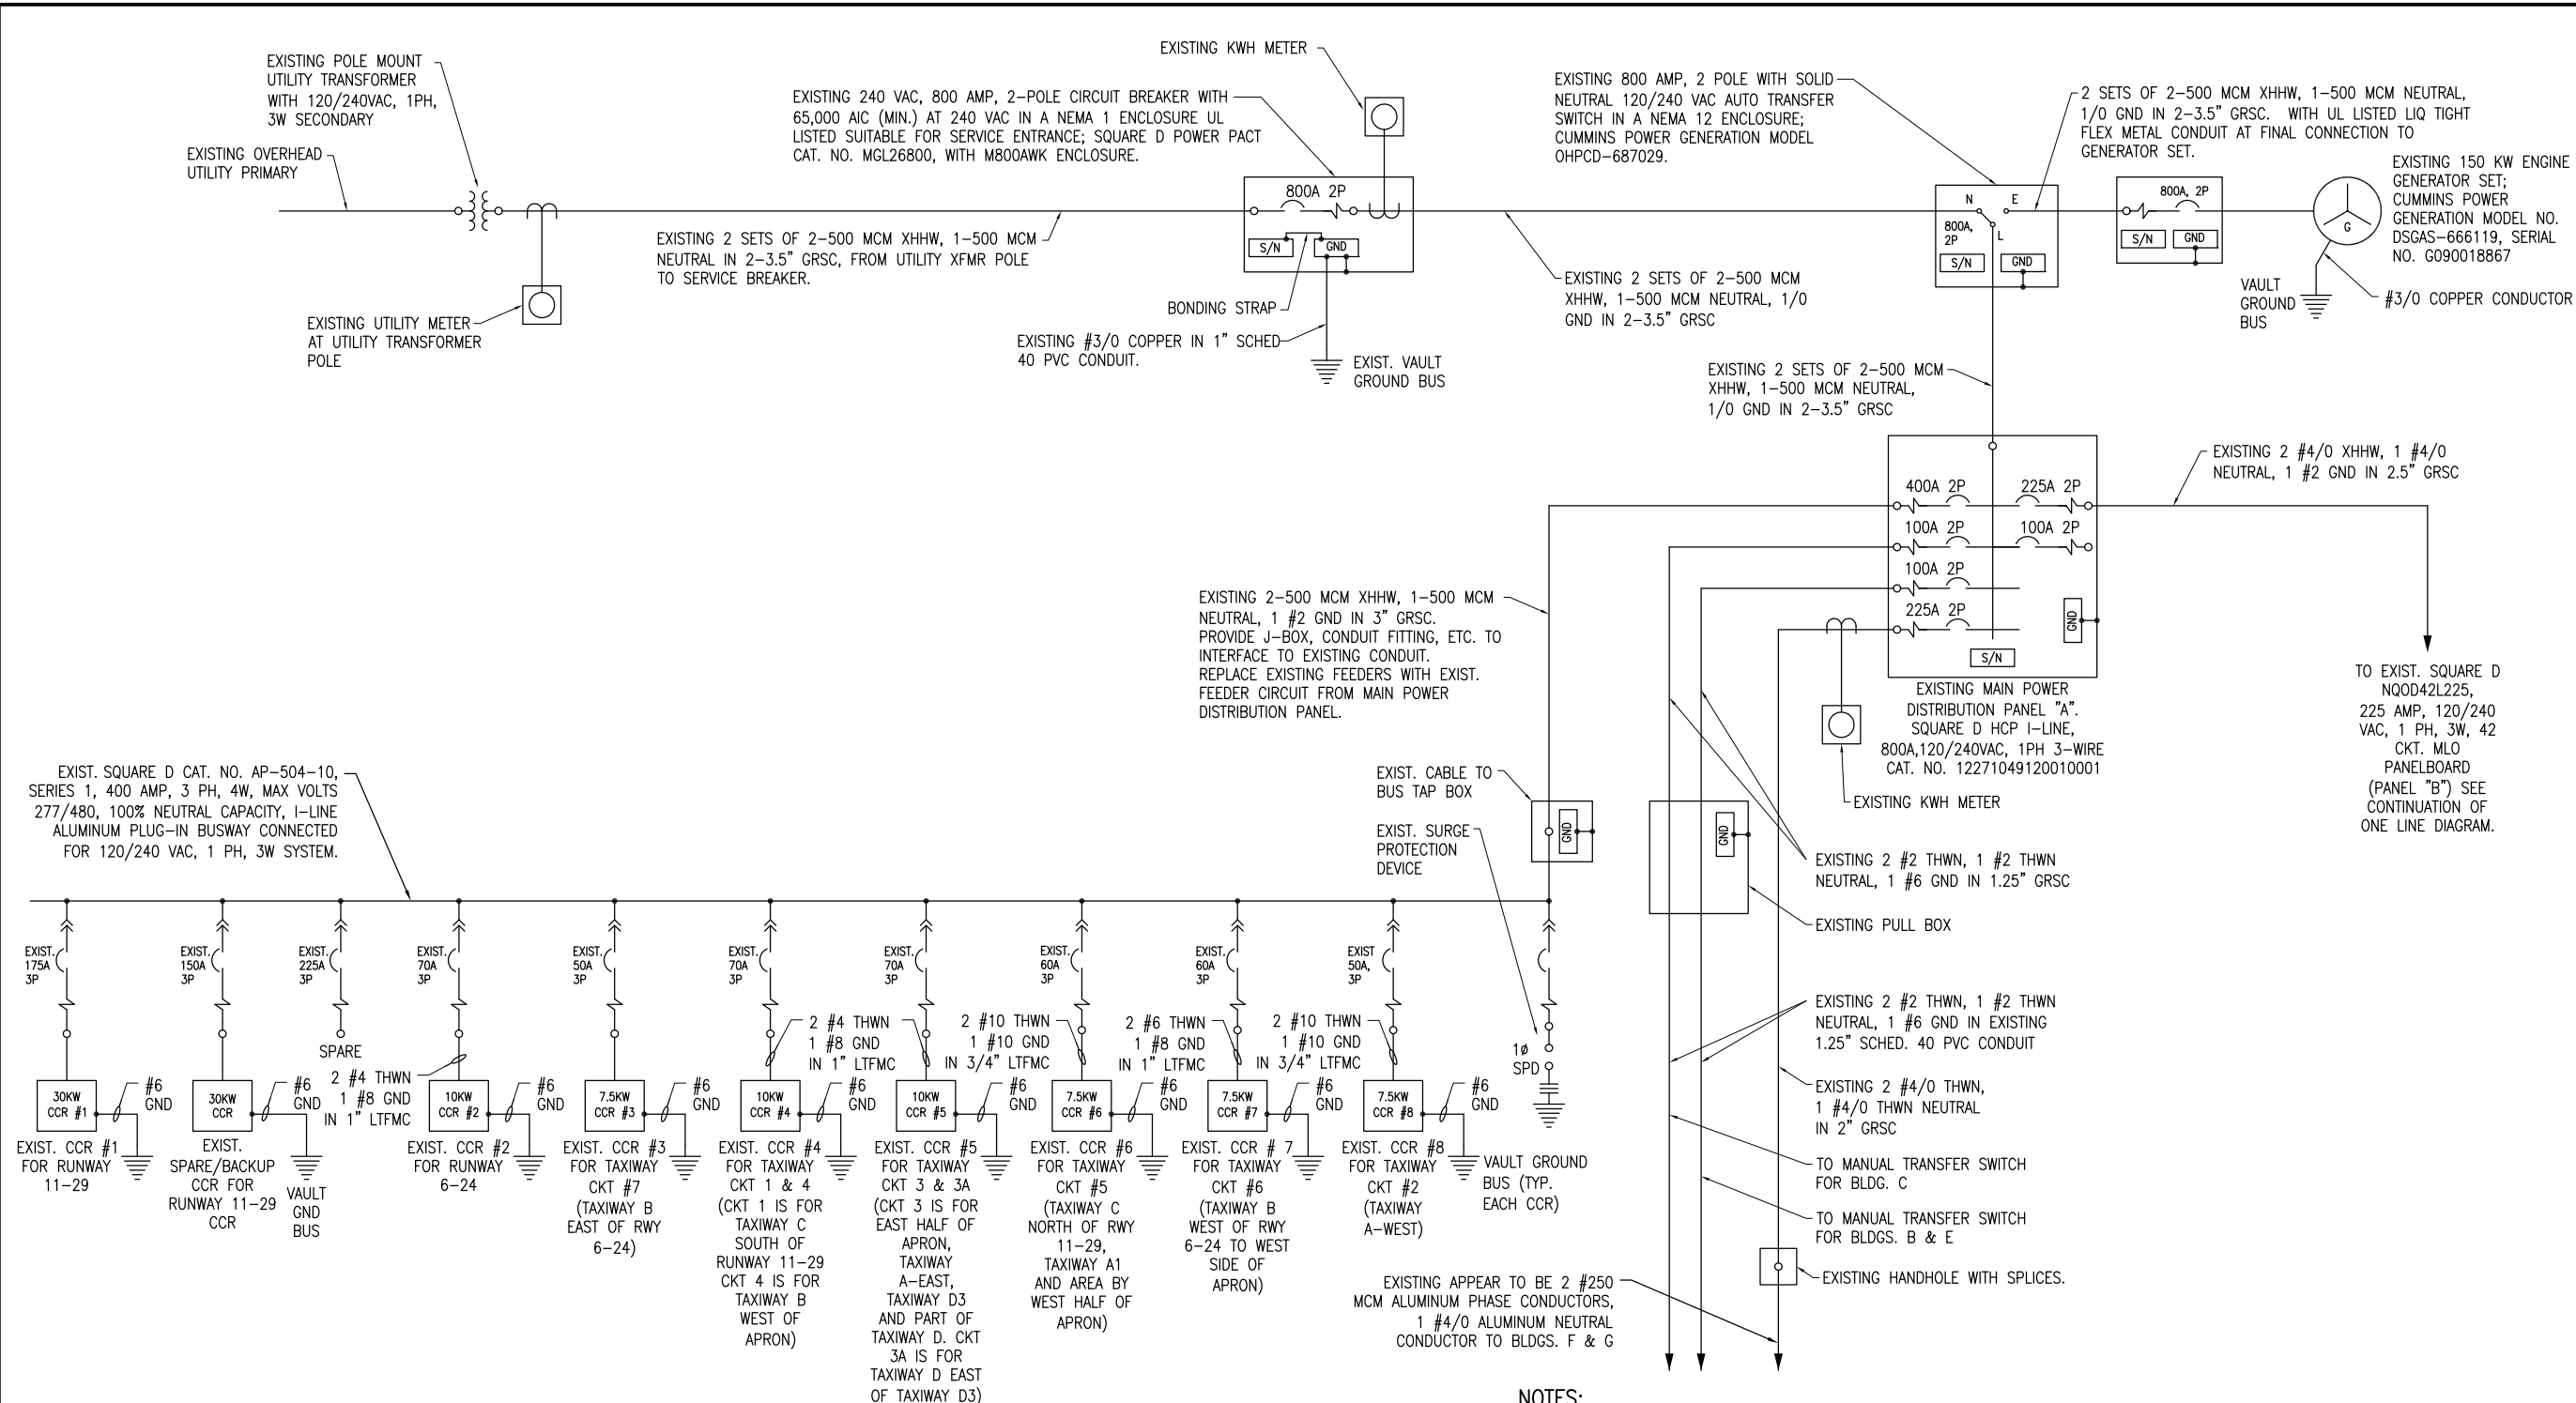 EXISTING POLE MOUNT
UTILITY TRANSFORMER
WITH 120/240VAC, 1PH,
3W SECONDARY
EXISTING OVERHEAD
UTILITY PRIMARY
EXISTING UTILITY METER
AT UTILITY TRANSFORMER
POLE
EXISTING 2 SETS OF 2-500 MCM XHHW, 1-500 MCM
NEUTRAL IN 2-3.5" GRSC, FROM UTILITY XFMR POLE
TO SERVICE BREAKER.
EXISTING 240 VAC, 800 AMP, 2-POLE CIRCUIT BREAKER WITH
65,000 AIC (MIN.) AT 240 VAC IN A NEMA 1 ENCLOSURE UL
LISTED SUITABLE FOR SERVICE ENTRANCE; SQUARE D POWER PACT
CAT. NO. MGL26800, WITH M800AWK ENCLOSURE.
EXISTING KWH METER
800A 2P
S/N
GND
BONDING STRAP
EXISTING #3/0 COPPER IN 1" SCHED
40 PVC CONDUIT.
EXIST. VAULT
GROUND BUS
EXISTING 800 AMP, 2 POLE WITH SOLID
NEUTRAL 120/240 VAC AUTO TRANSFER
SWITCH IN A NEMA 12 ENCLOSURE;
CUMMINS POWER GENERATION MODEL
OHPCD-687029.
EXISTING 2 SETS OF 2-500 MCM
XHHW, 1-500 MCM NEUTRAL, 1/0
GND IN 2-3.5" GRSC
N
E
800A,
2P
L
S/N
GND
2 SETS OF 2-500 MCM XHHW, 1-500 MCM NEUTRAL,
1/0 GND IN 2-3.5" GRSC. WITH UL LISTED LIQ TIGHT
FLEX METAL CONDUIT AT FINAL CONNECTION TO
GENERATOR SET.
800A, 2P
S/N
GND
G
EXISTING 150 KW ENGINE
GENERATOR SET;
CUMMINS POWER
GENERATION MODEL NO.
DSGAS-666119, SERIAL
NO. G090018867
VAULT
GROUND
BUS
#3/0 COPPER CONDUCTOR
EXISTING 2 SETS OF 2-500 MCM
XHHW, 1-500 MCM NEUTRAL,
1/0 GND IN 2-3.5" GRSC
400A 2P
225A 2P
100A 2P
100A 2P
100A 2P
225A 2P
GND
S/N
EXISTING MAIN POWER
DISTRIBUTION PANEL "A".
SQUARE D HCP I-LINE,
800A,120/240VAC, 1PH 3-WIRE
CAT. NO. 12271049120010001
EXISTING KWH METER
EXISTING 2 #4/0 XHHW, 1 #4/0
NEUTRAL, 1 #2 GND IN 2.5" GRSC
TO EXIST. SQUARE D
NQOD42L225,
225 AMP, 120/240
VAC, 1 PH, 3W, 42
CKT. MLO
PANELBOARD
(PANEL "B") SEE
CONTINUATION OF
ONE LINE DIAGRAM.
EXISTING 2-500 MCM XHHW, 1-500 MCM
NEUTRAL, 1 #2 GND IN 3" GRSC.
PROVIDE J-BOX, CONDUIT FITTING, ETC. TO
INTERFACE TO EXISTING CONDUIT.
REPLACE EXISTING FEEDERS WITH EXIST.
FEEDER CIRCUIT FROM MAIN POWER
DISTRIBUTION PANEL.
EXIST. CABLE TO
BUS TAP BOX
GND
EXIST. SURGE
PROTECTION
DEVICE
GND
EXISTING 2 #2 THWN, 1 #2 THWN
NEUTRAL, 1 #6 GND IN 1.25" GRSC
EXISTING PULL BOX
EXISTING 2 #2 THWN, 1 #2 THWN
NEUTRAL, 1 #6 GND IN EXISTING
1.25" SCHED. 40 PVC CONDUIT
EXISTING 2 #4/0 THWN,
1 #4/0 THWN NEUTRAL
IN 2" GRSC
TO MANUAL TRANSFER SWITCH
FOR BLDG. C
TO MANUAL TRANSFER SWITCH
FOR BLDGS. B & E
EXISTING HANDHOLE WITH SPLICES.
EXISTING APPEAR TO BE 2 #250
MCM ALUMINUM PHASE CONDUCTORS,
1 #4/0 ALUMINUM NEUTRAL
CONDUCTOR TO BLDGS. F & G
EXIST. SQUARE D CAT. NO. AP-504-10,
SERIES 1, 400 AMP, 3 PH, 4W, MAX VOLTS
277/480, 100% NEUTRAL CAPACITY, I-LINE
ALUMINUM PLUG-IN BUSWAY CONNECTED
FOR 120/240 VAC, 1 PH, 3W SYSTEM.
EXIST.
175A
3P
30KW
CCR #1
#6
GND
EXIST. CCR #1
FOR RUNWAY
11-29
EXIST.
150A
3P
30KW
CCR
#6
GND
EXIST.
SPARE/BACKUP
CCR FOR
RUNWAY 11-29
CCR
VAULT
GND
BUS
EXIST.
225A
3P
SPARE
EXIST.
70A
3P
2 #4 THWN
1 #8 GND
IN 1" LTFMC
10KW
CCR #2
#6
GND
EXIST. CCR #2
FOR RUNWAY
6-24
EXIST.
50A
3P
7.5KW
CCR #3
#6
GND
EXIST. CCR #3
FOR TAXIWAY
CKT #7
(TAXIWAY B
EAST OF RWY
6-24)
EXIST.
70A
3P
2 #4 THWN
1 #8 GND
IN 1" LTFMC
10KW
CCR #4
#6
GND
EXIST. CCR #4
FOR TAXIWAY
CKT 1 & 4
(CKT 1 IS FOR
TAXIWAY C
SOUTH OF
RUNWAY 11-29
CKT 4 IS FOR
TAXIWAY B
WEST OF
APRON)
EXIST.
70A
3P
10KW
CCR #5
#6
GND
EXIST. CCR #5
FOR TAXIWAY
CKT 3 & 3A
(CKT 3 IS FOR
EAST HALF OF
APRON,
TAXIWAY
A-EAST,
TAXIWAY D3
AND PART OF
TAXIWAY D. CKT
3A IS FOR
TAXIWAY D EAST
OF TAXIWAY D3)
EXIST.
60A
3P
2 #10 THWN
1 #10 GND
IN 3/4" LTFMC
7.5KW
CCR #6
#6
GND
EXIST. CCR #6
FOR TAXIWAY
CKT #5
(TAXIWAY C
NORTH OF RWY
11-29,
TAXIWAY A1
AND AREA BY
WEST HALF OF
APRON)
EXIST.
60A
3P
2 #6 THWN
1 #8 GND
IN 1" LTFMC
7.5KW
CCR #7
#6
GND
EXIST. CCR # 7
FOR TAXIWAY
CKT #6
(TAXIWAY B
WEST OF RWY
6-24 TO WEST
SIDE OF
APRON)
EXIST
50A,
3P
2 #10 THWN
1 #10 GND
IN 3/4" LTFMC
7.5KW
CCR #8
#6
GND
EXIST. CCR #8
FOR TAXIWAY
CKT #2
(TAXIWAY
A-WEST)
1ø
SPD
VAULT GROUND
BUS (TYP.
EACH CCR)
NOTES: